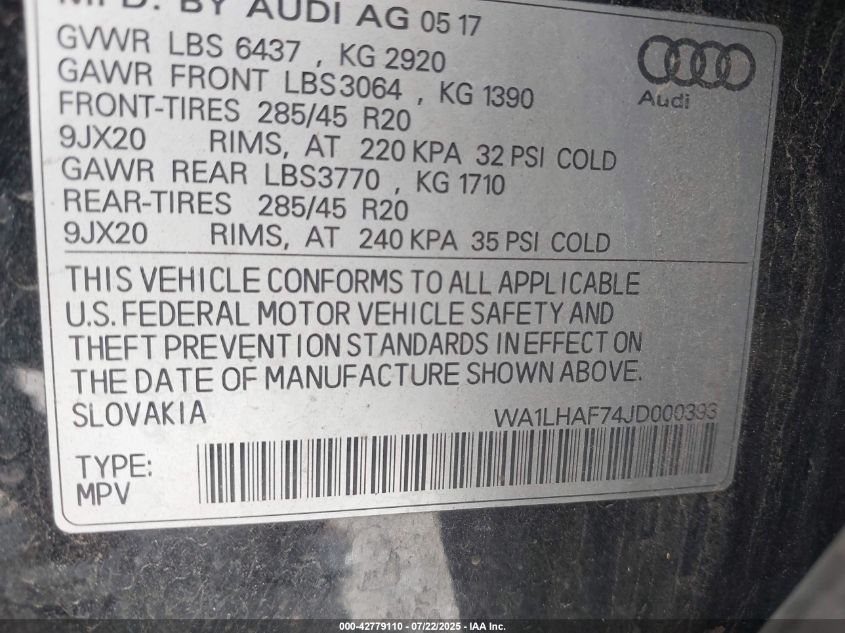 MFD. BY AUDI AG 05 17
GVWR LBS 6437 , KG 2920
GAWR FRONT LBS3064 , KG 1390
FRONT-TIRES 285/45 R20
9JX20 RIMS, AT 220 KPA 32 PSI COLD
GAWR REAR LBS3770 , KG 1710
REAR-TIRES 285/45 R20
9JX20 RIMS, AT 240 KPA 35 PSI COLD
Audi
THIS VEHICLE CONFORMS TO ALL APPLICABLE
U.S. FEDERAL MOTOR VEHICLE SAFETY AND
THEFT PREVENTION STANDARDS IN EFFECT ON
THE DATE OF MANUFACTURE SHOWN ABOVE.
SLOVAKIA WA1LHAF74JD000393
TYPE:
MPV
000-42779110 - 07/22/2025 - IAA Inc.